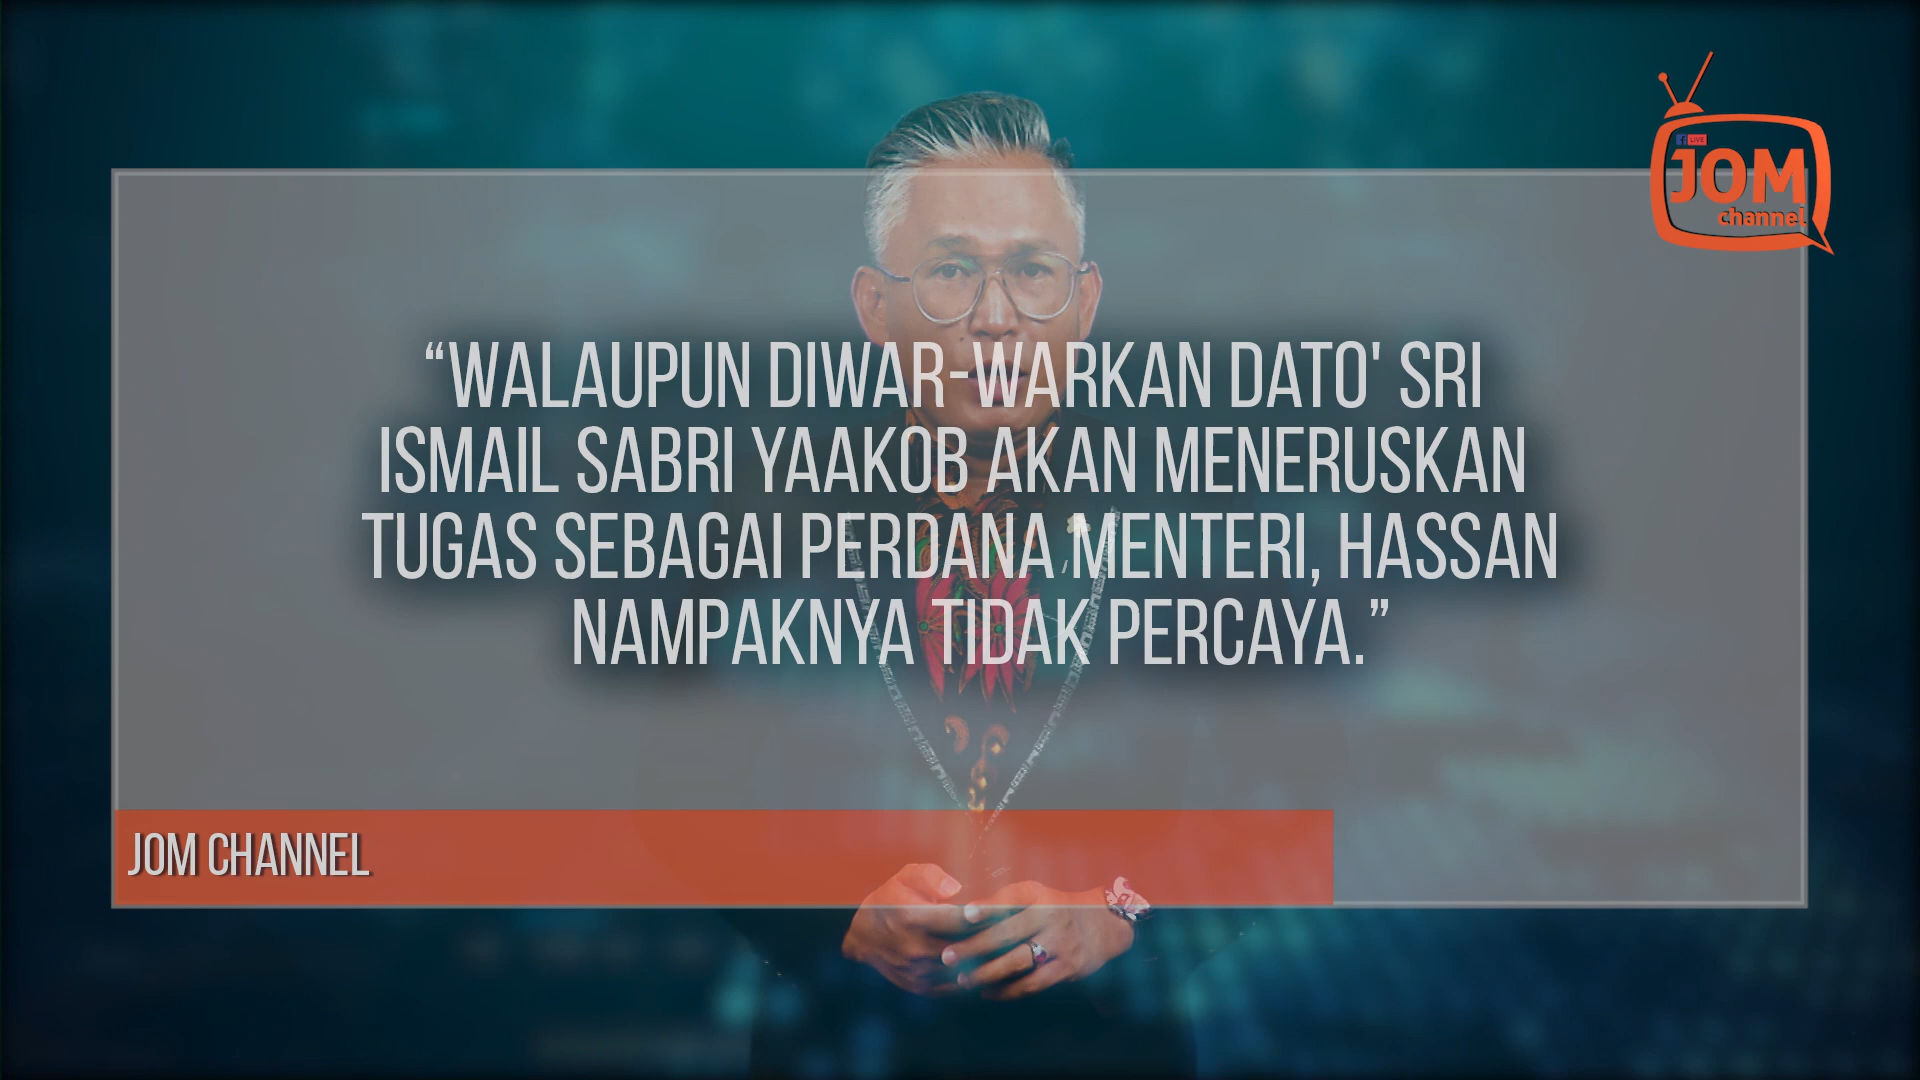 LIVE
JOM
channel
“WALAUPUN DIWAR-WARKAN DATO' SRI
ISMAIL SABRI YAAKOB AKAN MENERUSKAN
TUGAS SEBAGAI PERDANA MENTERI, HASSAN
NAMPAKNYA TIDAK PERCAYA.”
JOM CHANNEL